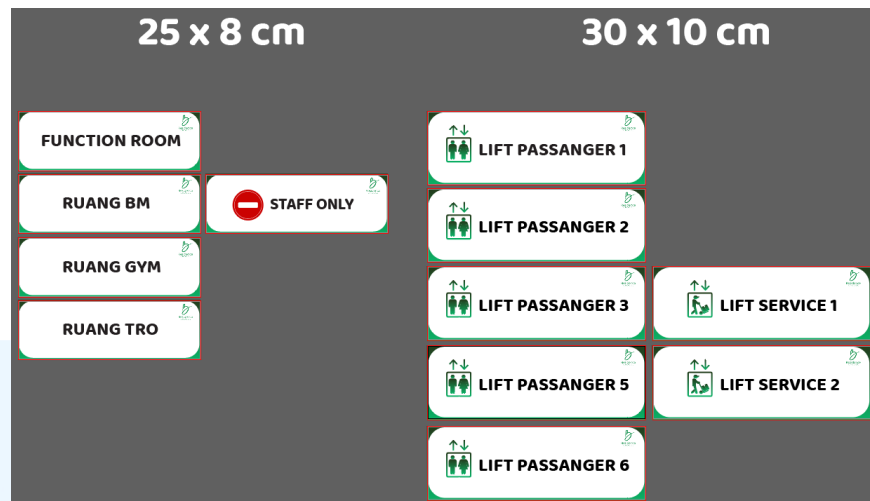 25 x 8 cm
FUNCTION ROOM
RUANG BM
STAFF ONLY
RUANG GYM
RUANG TRO
30 x 10 cm
LIFT PASSANGER 1
LIFT PASSANGER 2
LIFT PASSANGER 3
LIFT SERVICE 1
LIFT PASSANGER 5
LIFT SERVICE 2
LIFT PASSANGER 6